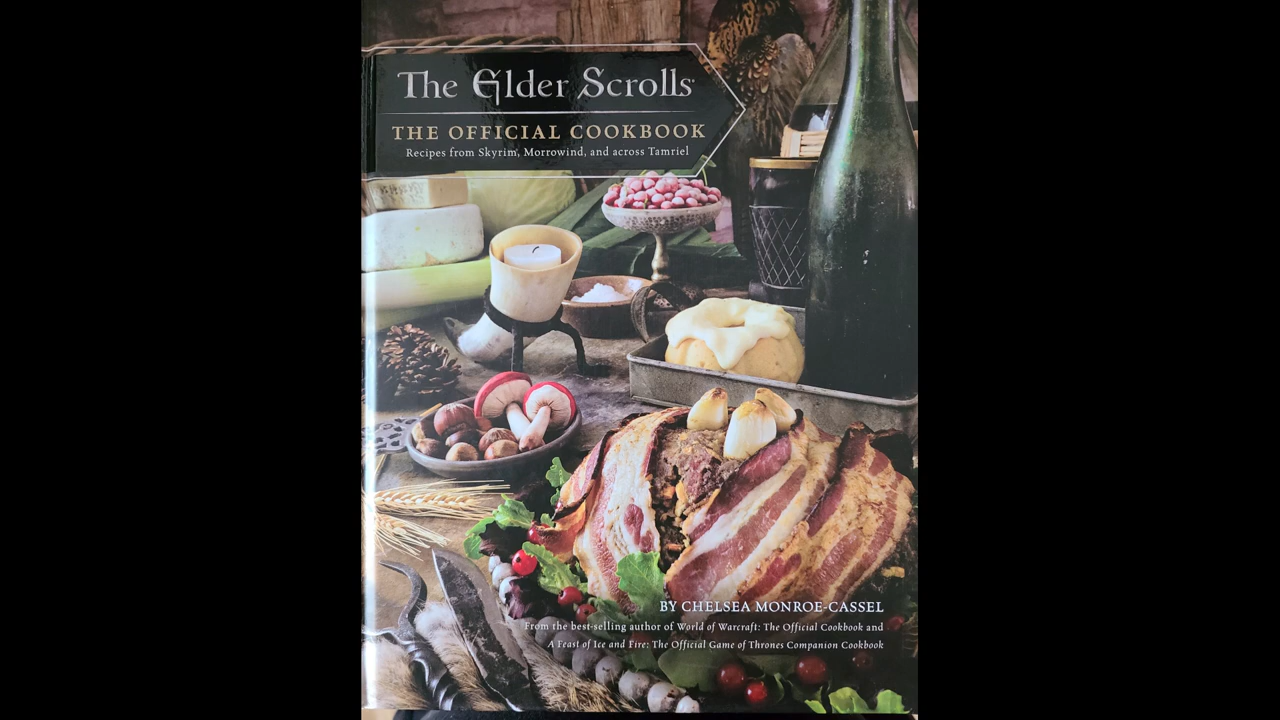 The Elder Scrolls®
THE OFFICIAL COOKBOOK
Recipes from Skyrim, Morrowind, and across Tamriel
BY CHELSEA MONROE-CASSEL
From the best-selling author of World of Warcraft: The Official Cookbook and
A Feast of Ice and Fire: The Official Game of Thrones Companion Cookbook